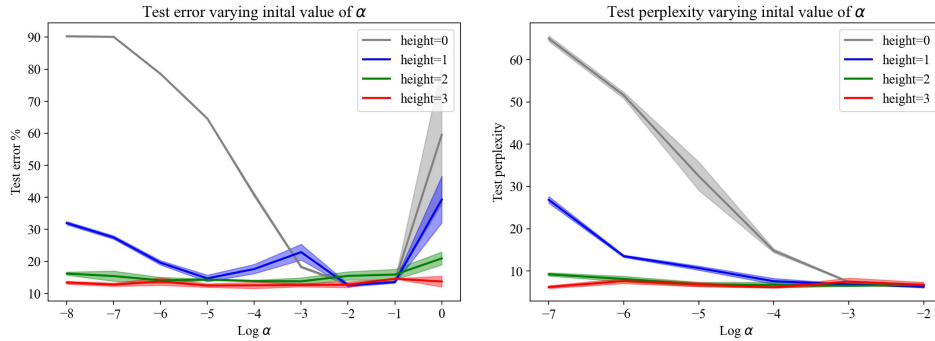 Test error varying inital value of α
90
80
70
60
50
40
30
20
10
Test error %
−8 −7 −6 −5 −4 −3 −2 −1 0
Log α
height=0
height=1
height=2
height=3
Test perplexity varying inital value of α
60
50
40
30
20
10
Test perplexity
−7 −6 −5 −4 −3 −2
Log α
height=0
height=1
height=2
height=3